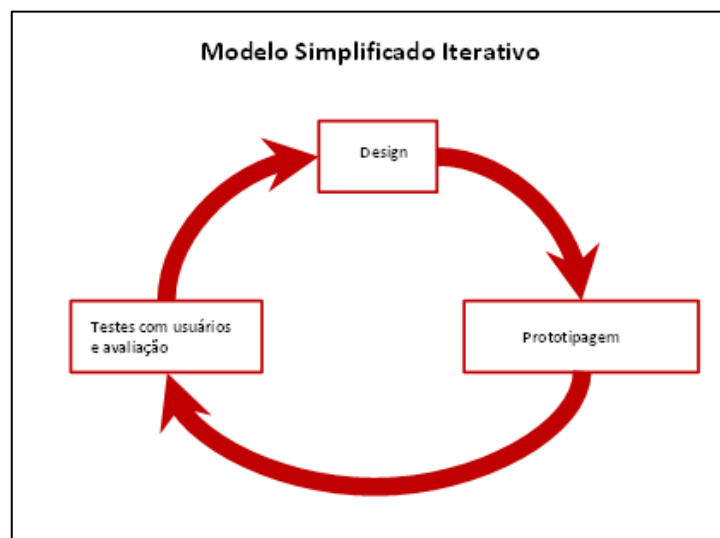 Modelo Simplificado Iterativo
Design
Testes com usuários
e avaliação
Prototipagem